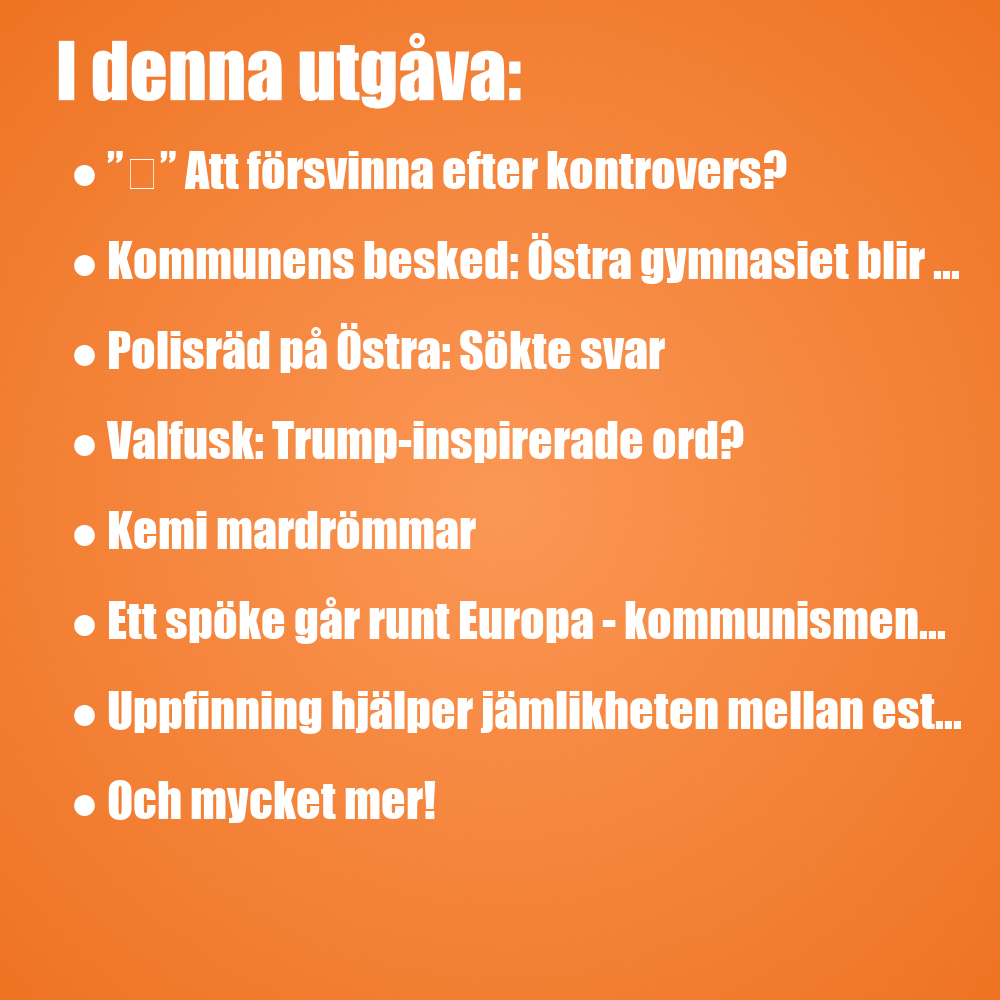 I denna utgåva:
• ”□” Att försvinna efter kontrovers?
• Kommunens besked: Östra gymnasiet blir ...
• Polisräd på Östra: Sökte svar
• Valfusk: Trump-inspirerade ord?
• Kemi mardrömmar
• Ett spöke går runt Europa - kommunismen...
• Uppfinning hjälper jämlikheten mellan est...
• Och mycket mer!